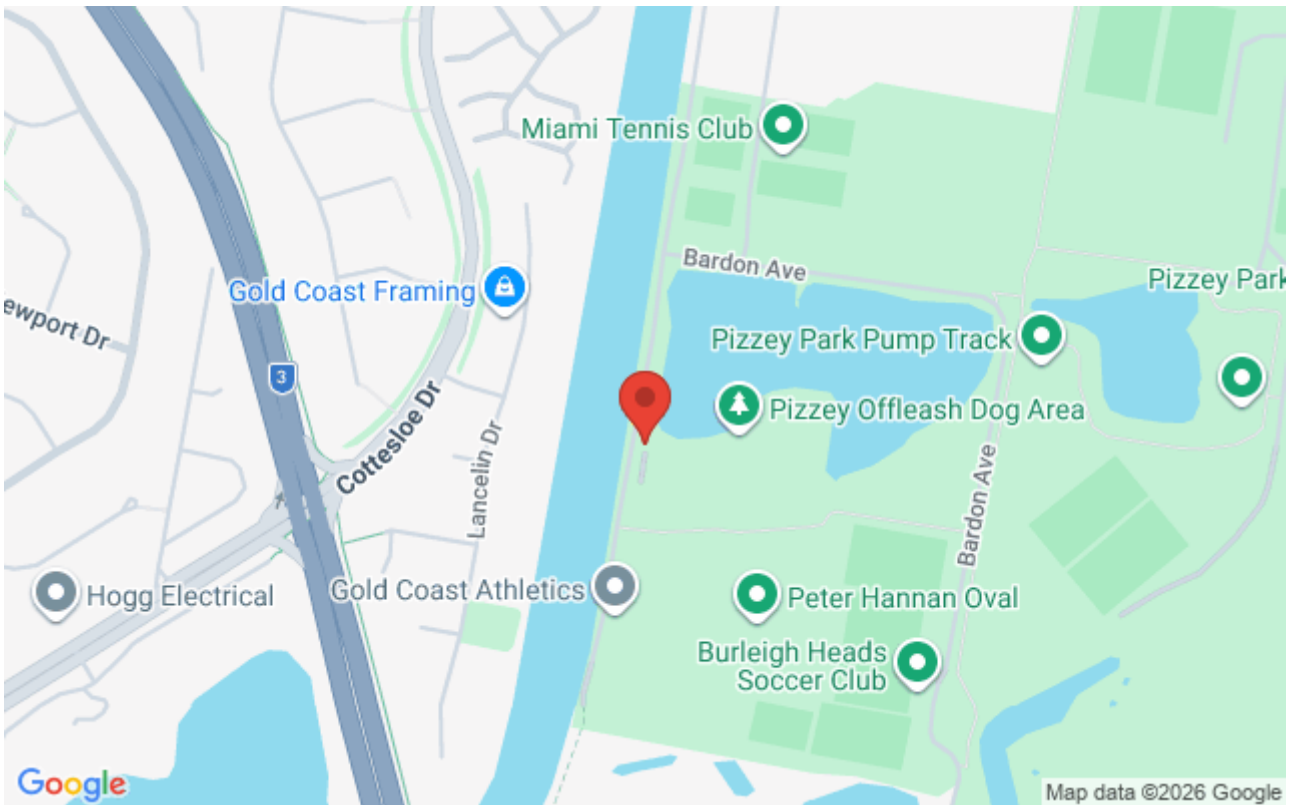 Miami Tennis Club
Bardon Ave
Gold Coast Framing
Pizzey Park
ewport Dr
Pizzey Park Pump Track
3
Pizzey Offleash Dog Area
Cottesloe Dr
Lancelin Dr
Bardon Ave
Hogg Electrical
Gold Coast Athletics
Peter Hannan Oval
Burleigh Heads
Soccer Club
Google
Map data ©2026 Google